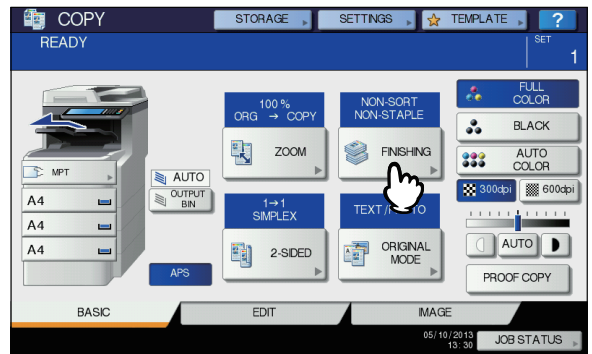 COPY
STORAGE
SETTINGS
TEMPLATE
?
READY
SET
1
100 %
ORG → COPY
NON-SORT
NON-STAPLE
FULL
COLOR
ZOOM
FINISHING
BLACK
MPT
AUTO
AUTO
COLOR
A4
OUTPUT
BIN
300dpi
600dpi
A4
1→1
SIMPLEX
A4
2-SIDED
ORIGINAL
MODE
AUTO
APS
PROOF COPY
BASIC
EDIT
IMAGE
05/10/2013
13:30
JOB STATUS